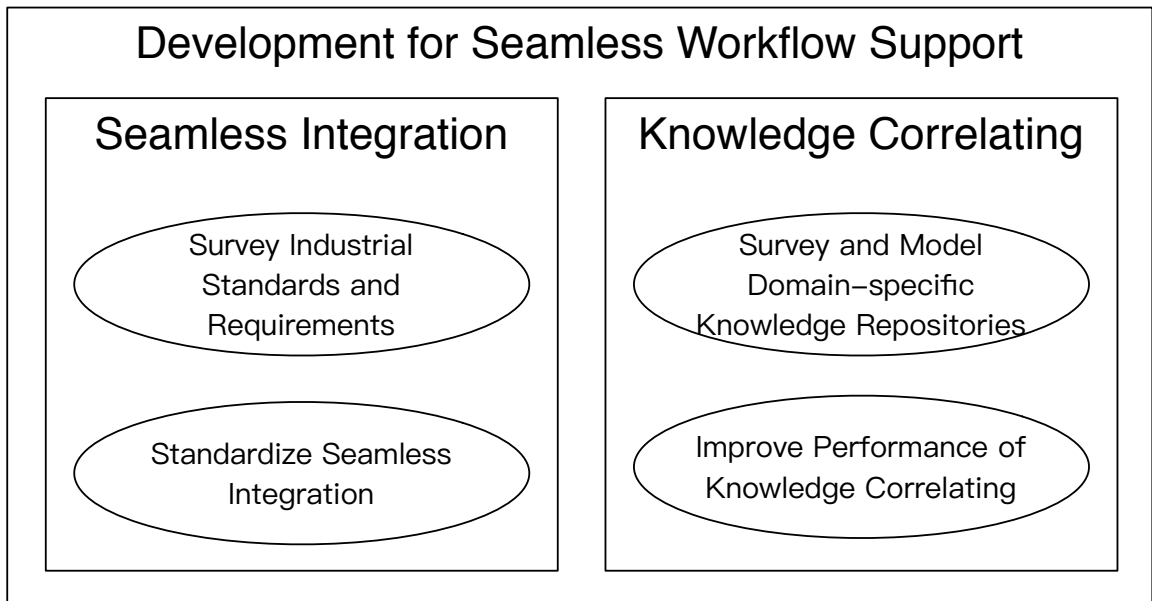 Development for Seamless Workflow Support
Seamless Integration
Survey Industrial
Standards and
Requirements
Standardize Seamless
Integration
Knowledge Correlating
Survey and Model
Domain–specific
Knowledge Repositories
Improve Performance of
Knowledge Correlating